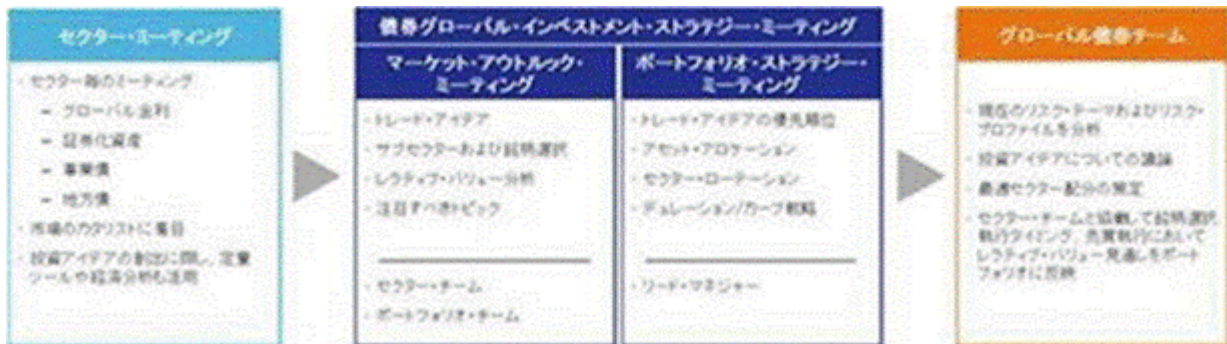 セクター・ミーティング
・セクター毎のミーティング
– グローバル金利
– 証券化資産
– 事業債
– 地方債
・市場のカタリストに着目
・投資アイデアの創出に際し、定量
ツールや経済分析も活用
債券グローバル・インベストメント・ストラテジー・ミーティング
マーケット・アウトルック・
ミーティング
・トレード・アイデア
・サブセクターおよび銘柄選択
・レラティブ・バリュー分析
・注目すべきトピック
・セクター・チーム
・ポートフォリオ・チーム
ポートフォリオ・ストラテジー・
ミーティング
・トレード・アイデアの優先順位
・アセット・アロケーション
・セクター・ローテーション
・デュレーション/カーブ戦略
・リード・マネジャー
グローバル債券チーム
・現在のリスク・テーマおよびリスク・
プロファイルを分析
・投資アイデアについての議論
・最適セクター配分の策定
・セクター・チームと協働して銘柄選択
執行タイミング、売買執行において
レラティブ・バリュー見通しをポート
フォリオに反映